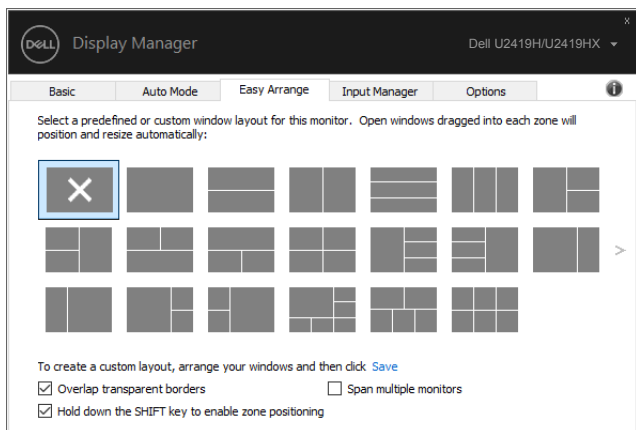 x
DELL Display Manager Dell U2419H/U2419HX
Basic Auto Mode Easy Arrange Input Manager Options i
Select a predefined or custom window layout for this monitor. Open windows dragged into each zone will
position and resize automatically:
>
To create a custom layout, arrange your windows and then click Save
Overlap transparent borders Span multiple monitors
Hold down the SHIFT key to enable zone positioning